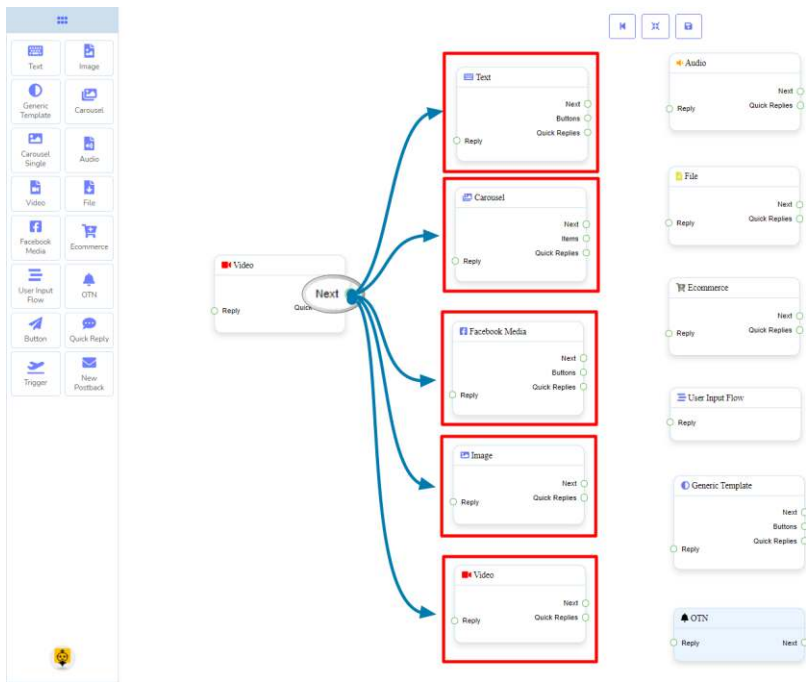 Text
Image
Generic
Template
Carousel
Carousel
Single
Audio
Video
File
Facebook
Media
Ecommerce
User Input
Flow
OTN
Button
Quick Reply
Trigger
New
Postback
Video
Next
Reply
Quick
Text
Next
Buttons
Quick Replies
Reply
Carousel
Next
Items
Quick Replies
Reply
Facebook Media
Next
Buttons
Quick Replies
Reply
Image
Next
Quick Replies
Reply
Video
Next
Quick Replies
Reply
Audio
Next
Quick Replies
Reply
File
Next
Quick Replies
Reply
Ecommerce
Next
Quick Replies
Reply
User Input Flow
Reply
Generic Template
Next
Buttons
Quick Replies
Reply
OTN
Reply Next